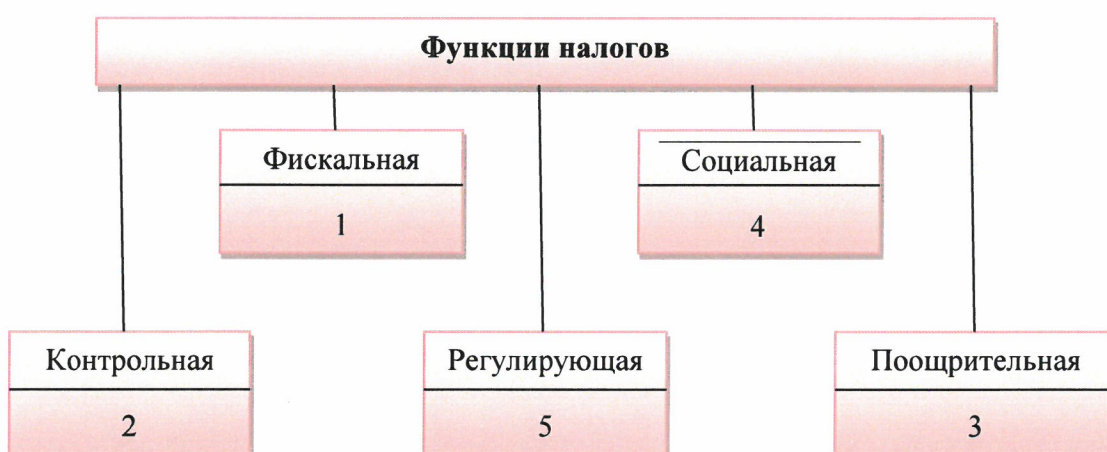 Функции налогов
Фискальная
1
Социальная
4
Контрольная
2
Регулирующая
5
Поощрительная
3